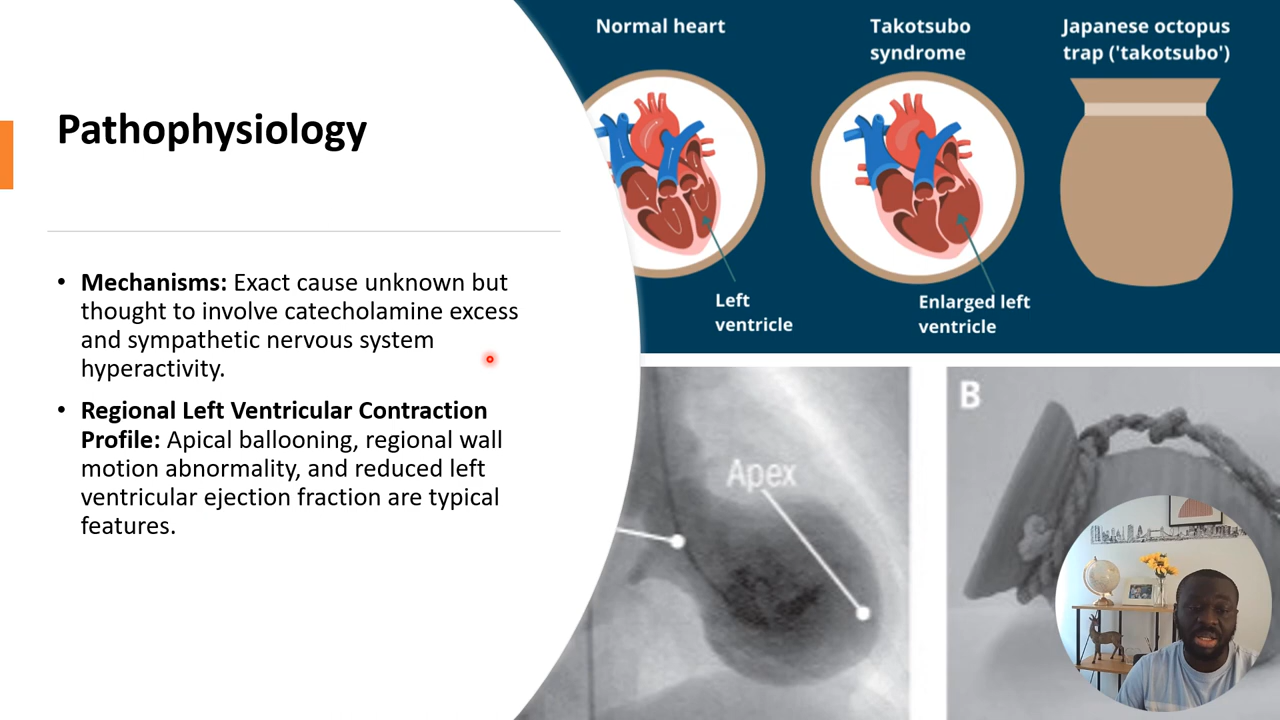 Pathophysiology
• Mechanisms: Exact cause unknown but
thought to involve catecholamine excess
and sympathetic nervous system
hyperactivity.
• Regional Left Ventricular Contraction
Profile: Apical ballooning, regional wall
motion abnormality, and reduced left
ventricular ejection fraction are typical
features.
Normal heart
Takotsubo
syndrome
Japanese octopus
trap ('takotsubo')
Left
ventricle
Enlarged left
ventricle
Apex
B